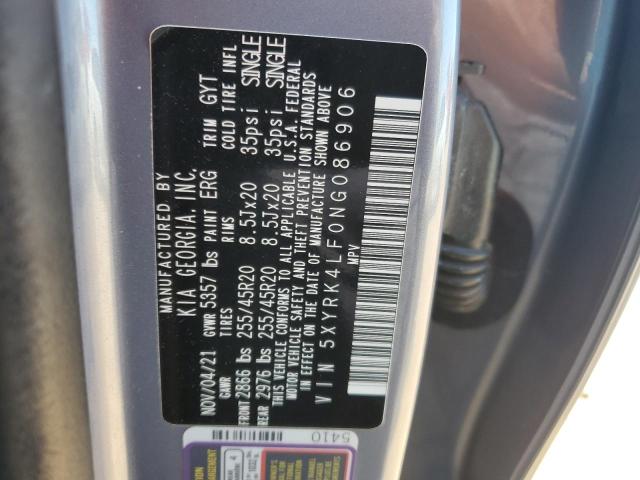 MANUFACTURED BY
KIA GEORGIA. INC.
NOV/04/21 GVWR 5357 lbs PAINT ERG TRIM GYT
GAWR TIRES RIMS COLD TIRE INFL
FRONT 2866 lbs 255/45R20 8.5Jx20 35psi SINGLE
REAR 2976 lbs 255/45R20 8.5Jx20 35psi SINGLE
THIS VEHICLE CONFORMS TO ALL APPLICABLE U.S.A. FEDERAL
MOTOR VEHICLE SAFETY AND THEFT PREVENTION STANDARDS
IN EFFECT ON THE DATE OF MANUFACTURE SHOWN ABOVE
VIN 5XYRK4LF0NG086906
MPV
5410
4